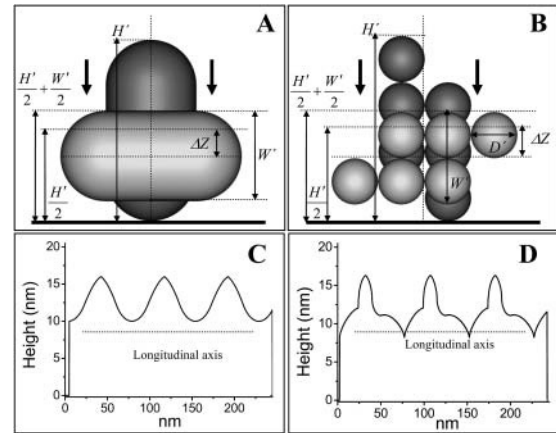 A
H'
H'/2 + W'/2
ΔZ
W'
H'/2
B
H'
H'/2 + W'/2
ΔZ
D'
W'
H'/2
C
Height (nm)
20
15
10
5
0
Longitudinal axis
0 50 100 150 200
nm
D
Height (nm)
20
15
10
5
0
Longitudinal axis
0 50 100 150 200
nm